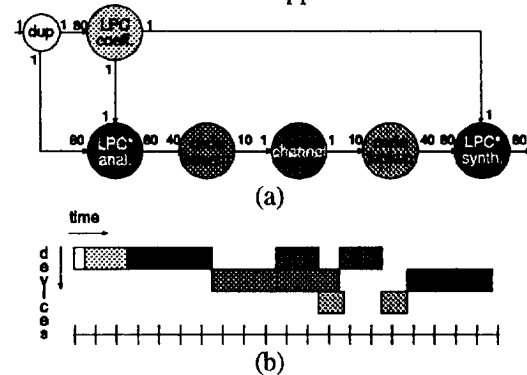 1 dup 1 80 LPC 1
coeff.
1 1
1 1
80 LPC* 80 40 10 1 channel 1 10 40 80 LPC* 80
anal. synth.
(a)
time
devices
(b)